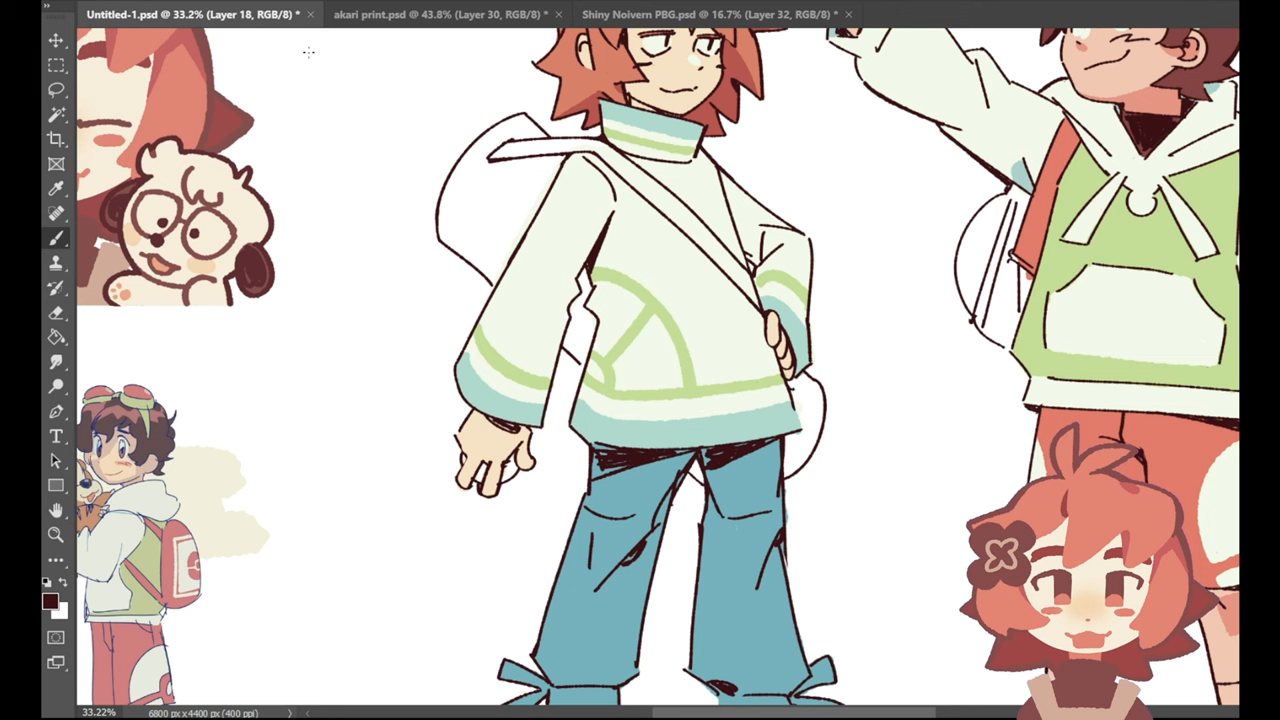 Untitled-1.psd @ 33.2% (Layer 18, RGB/8) *
akari print.psd @ 43.8% (Layer 30, RGB/8) *
Shiny Noivern PBG.psd @ 16.7% (Layer 32, RGB/8) *
T
33.22%
6800 px x 4400 px (400 ppi)